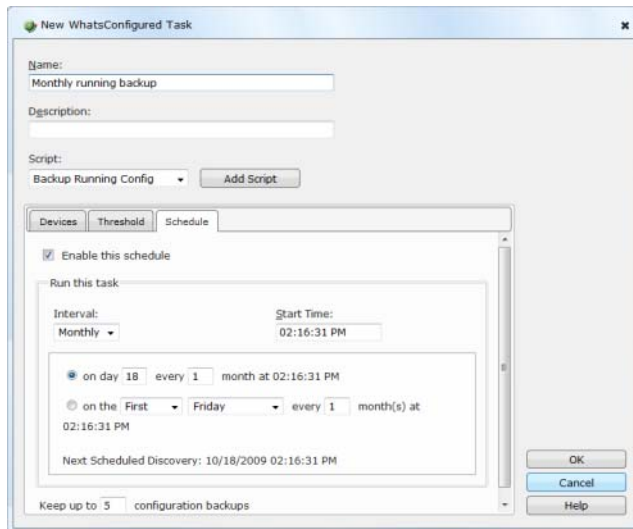 New WhatsConfigured Task
Name:
Monthly running backup
Description:
Script:
Backup Running Config Add Script
Devices Threshold Schedule
Enable this schedule
Run this task
Interval: Start Time:
Monthly 02:16:31 PM
on day 18 every 1 month at 02:16:31 PM
on the First Friday every 1 month(s) at
02:16:31 PM
Next Scheduled Discovery: 10/18/2009 02:16:31 PM
Keep up to 5 configuration backups
OK
Cancel
Help